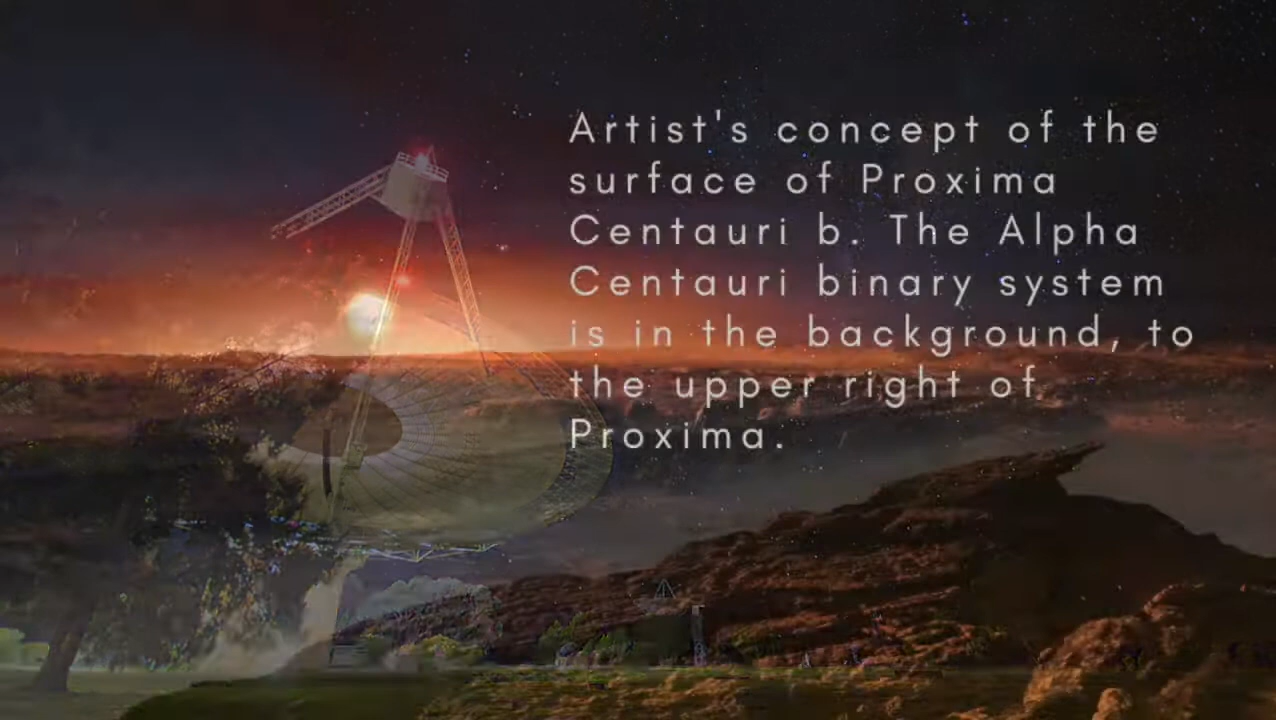 Artist's concept of the
surface of Proxima
Centauri b. The Alpha
Centauri binary system
is in the background, to
the upper right of
Proxima.